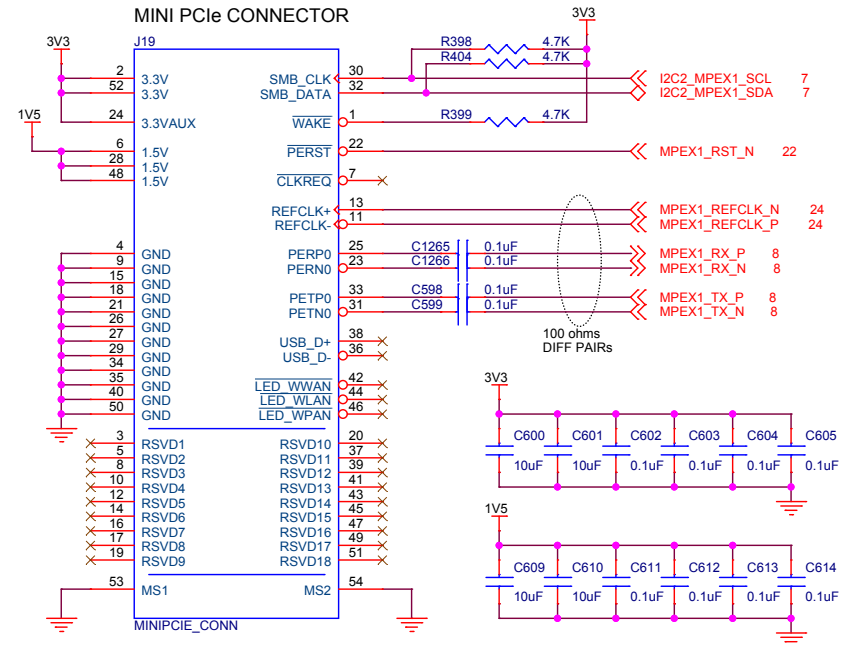 MINI PCIe CONNECTOR
3V3
3V3
J19
R398 4.7K
R404 4.7K
2 3.3V SMB_CLK 30 I2C2_MPEX1_SCL 7
52 3.3V SMB_DATA 32 I2C2_MPEX1_SDA 7
24 3.3VAUX WAKE 1 R399 4.7K
1V5
6 1.5V PERST 22 MPEX1_RST_N 22
28 1.5V
48 1.5V CLKREQ 7
REFCLK+ 13 MPEX1_REFCLK_N 24
REFCLK- 11 MPEX1_REFCLK_P 24
4 GND PERP0 25 C1265 0.1uF MPEX1_RX_P 8
9 GND PERN0 23 C1266 0.1uF MPEX1_RX_N 8
15 GND
18 GND PETP0 33 C598 0.1uF MPEX1_TX_P 8
21 GND PETN0 31 C599 0.1uF MPEX1_TX_N 8
26 GND
27 GND USB_D+ 38
29 GND USB_D- 36
100 ohms
DIFF PAIRs
34 GND
35 GND LED_WWAN 42
40 GND LED_WLAN 44
50 GND LED_WPAN 46
3 RSVD1 RSVD10 20
5 RSVD2 RSVD11 37
8 RSVD3 RSVD12 39
10 RSVD4 RSVD13 41
12 RSVD5 RSVD14 43
14 RSVD6 RSVD15 45
16 RSVD7 RSVD16 47
17 RSVD8 RSVD17 49
19 RSVD9 RSVD18 51
53 MS1 MS2 54
MINIPCIE_CONN
3V3
C600 C601 C602 C603 C604 C605
10uF 10uF 0.1uF 0.1uF 0.1uF 0.1uF
1V5
C609 C610 C611 C612 C613 C614
10uF 10uF 0.1uF 0.1uF 0.1uF 0.1uF